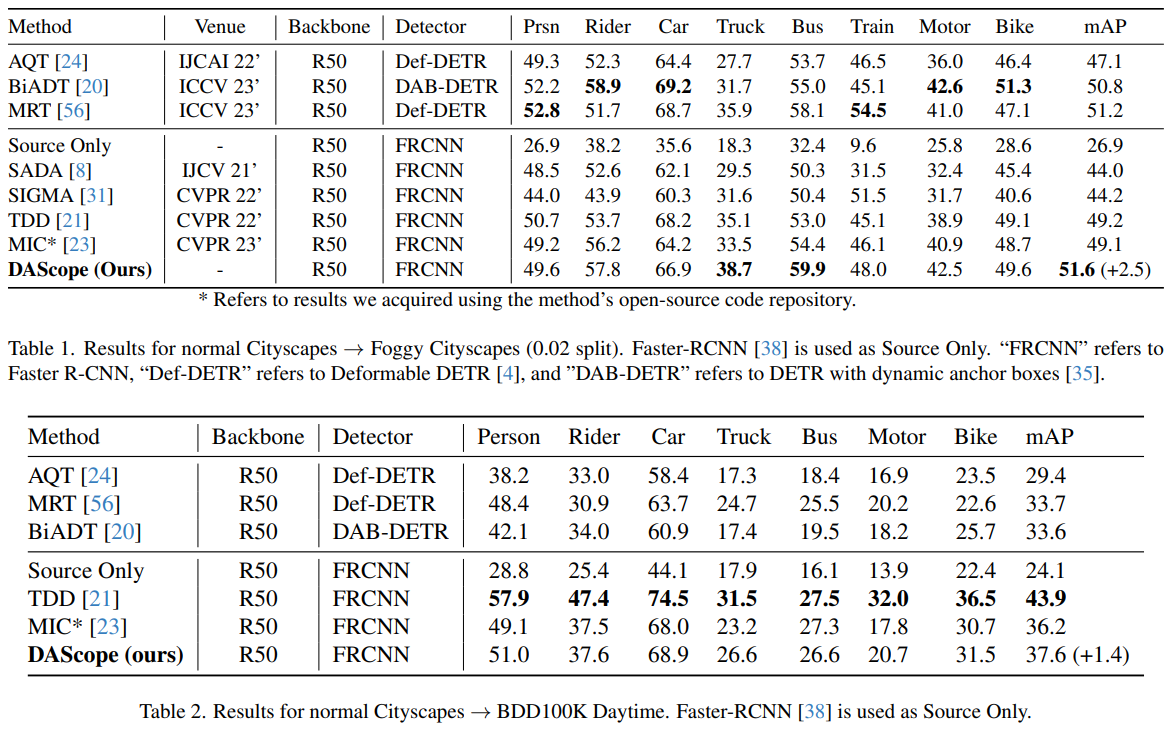 Method Venue Backbone Detector Prsn Rider Car Truck Bus Train Motor Bike mAP
AQT [24] IJCAI 22’ R50 Def-DETR 49.3 52.3 64.4 27.7 53.7 46.5 36.0 46.4 47.1
BiADT [20] ICCV 23’ R50 DAB-DETR 52.2 58.9 69.2 31.7 55.0 45.1 42.6 51.3 50.8
MRT [56] ICCV 23’ R50 Def-DETR 52.8 51.7 68.7 35.9 58.1 54.5 41.0 47.1 51.2
Source Only - R50 FRCNN 26.9 38.2 35.6 18.3 32.4 9.6 25.8 28.6 26.9
SADA [8] IJCV 21’ R50 FRCNN 48.5 52.6 62.1 29.5 50.3 31.5 32.4 45.4 44.0
SIGMA [31] CVPR 22’ R50 FRCNN 44.0 43.9 60.3 31.6 50.4 51.5 31.7 40.6 44.2
TDD [21] CVPR 22’ R50 FRCNN 50.7 53.7 68.2 35.1 53.0 45.1 38.9 49.1 49.2
MIC* [23] CVPR 23’ R50 FRCNN 49.2 56.2 64.2 33.5 54.4 46.1 40.9 48.7 49.1
DAScope (Ours) - R50 FRCNN 49.6 57.8 66.9 38.7 59.9 48.0 42.5 49.6 51.6 (+2.5)
* Refers to results we acquired using the method’s open-source code repository.
Table 1. Results for normal Cityscapes → Foggy Cityscapes (0.02 split). Faster-RCNN [38] is used as Source Only. “FRCNN” refers to
Faster R-CNN, “Def-DETR” refers to Deformable DETR [4], and ”DAB-DETR” refers to DETR with dynamic anchor boxes [35].
Method Backbone Detector Person Rider Car Truck Bus Motor Bike mAP
AQT [24] R50 Def-DETR 38.2 33.0 58.4 17.3 18.4 16.9 23.5 29.4
MRT [56] R50 Def-DETR 48.4 30.9 63.7 24.7 25.5 20.2 22.6 33.7
BiADT [20] R50 DAB-DETR 42.1 34.0 60.9 17.4 19.5 18.2 25.7 33.6
Source Only R50 FRCNN 28.8 25.4 44.1 17.9 16.1 13.9 22.4 24.1
TDD [21] R50 FRCNN 57.9 47.4 74.5 31.5 27.5 32.0 36.5 43.9
MIC* [23] R50 FRCNN 49.1 37.5 68.0 23.2 27.3 17.8 30.7 36.2
DAScope (ours) R50 FRCNN 51.0 37.6 68.9 26.6 26.6 20.7 31.5 37.6 (+1.4)
Table 2. Results for normal Cityscapes → BDD100K Daytime. Faster-RCNN [38] is used as Source Only.